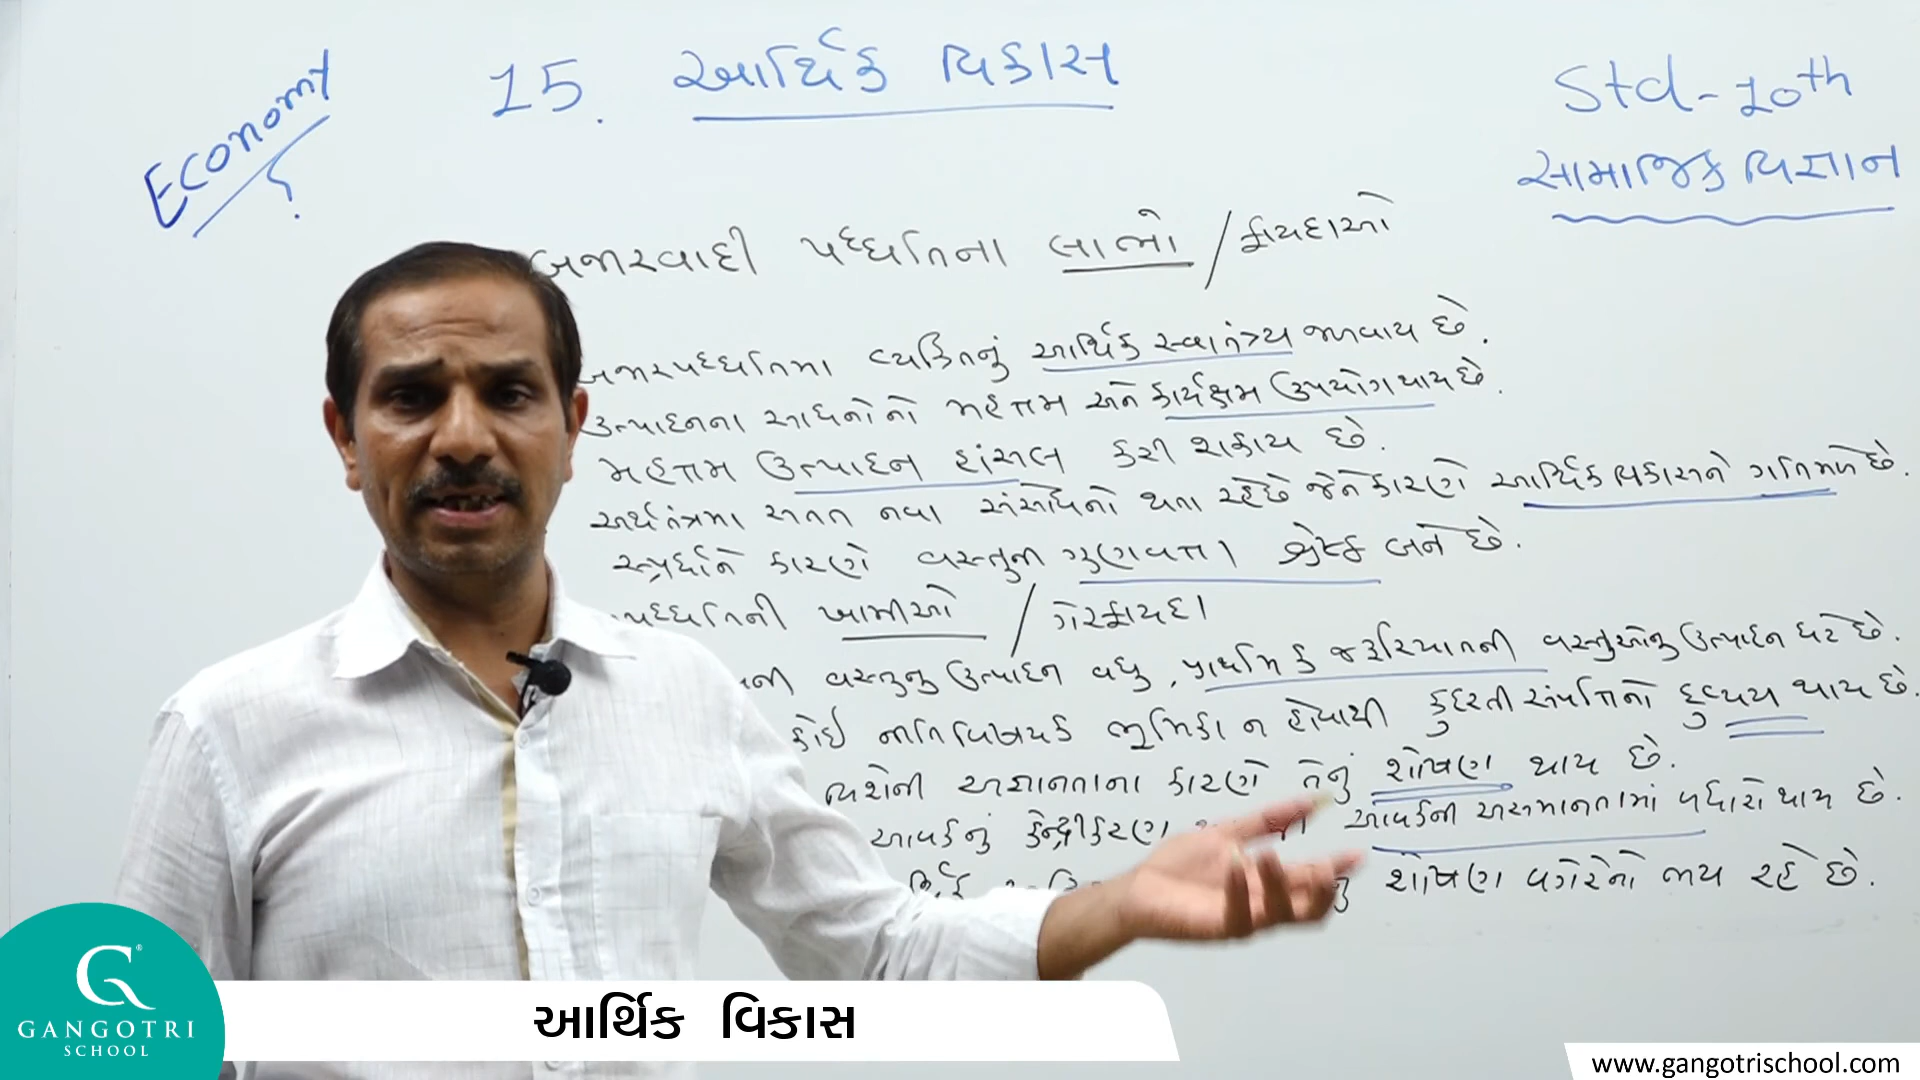 Economy
?
15. આર્થિક વિકાસ
Std-10th
સામાજિક વિજ્ઞાન
બજારવાદી પદ્ધતિના લાભો / ફાયદાઓ
બજારપદ્ધતિમા વ્યક્તિનું આર્થિક સ્વાતંત્ર્ય જળવાય છે.
ઉત્પાદનના સાધનોનો મહત્તમ અને કાર્યક્ષમ ઉપયોગ થાય છે.
મહત્તમ ઉત્પાદન હાંસલ કરી શકાય છે.
અર્થતંત્રમા સતત નવા સંસોધનો થતા રહે છે જેને કારણે આર્થિક વિકાસને ગતિ મળે છે.
સ્પર્ધાને કારણે વસ્તુના ગુણવત્તા શ્રેષ્ઠ બને છે.
પદ્ધતિની ખામીઓ / ગેરફાયદા
ની વસ્તુનુ ઉત્પાદન વધુ, પ્રાથમિક જરૂરિયાતની વસ્તુઓનુ ઉત્પાદન ઘટે છે.
કોઇ નીતિવિષયક ભૂમિકા ન હોવાથી કુદરતી સંપત્તિનો દુવ્યય થાય છે.
વિશેની અજ્ઞાનતાના કારણે તેનું શોષણ થાય છે.
આવકનું કેન્દ્રીકરણ આવકની અસમાનતામાં વધારો થાય છે.
શોષણ વગેરેનો ભય રહે છે.
GANGOTRI
SCHOOL
આર્થિક વિકાસ
www.gangotrischool.com